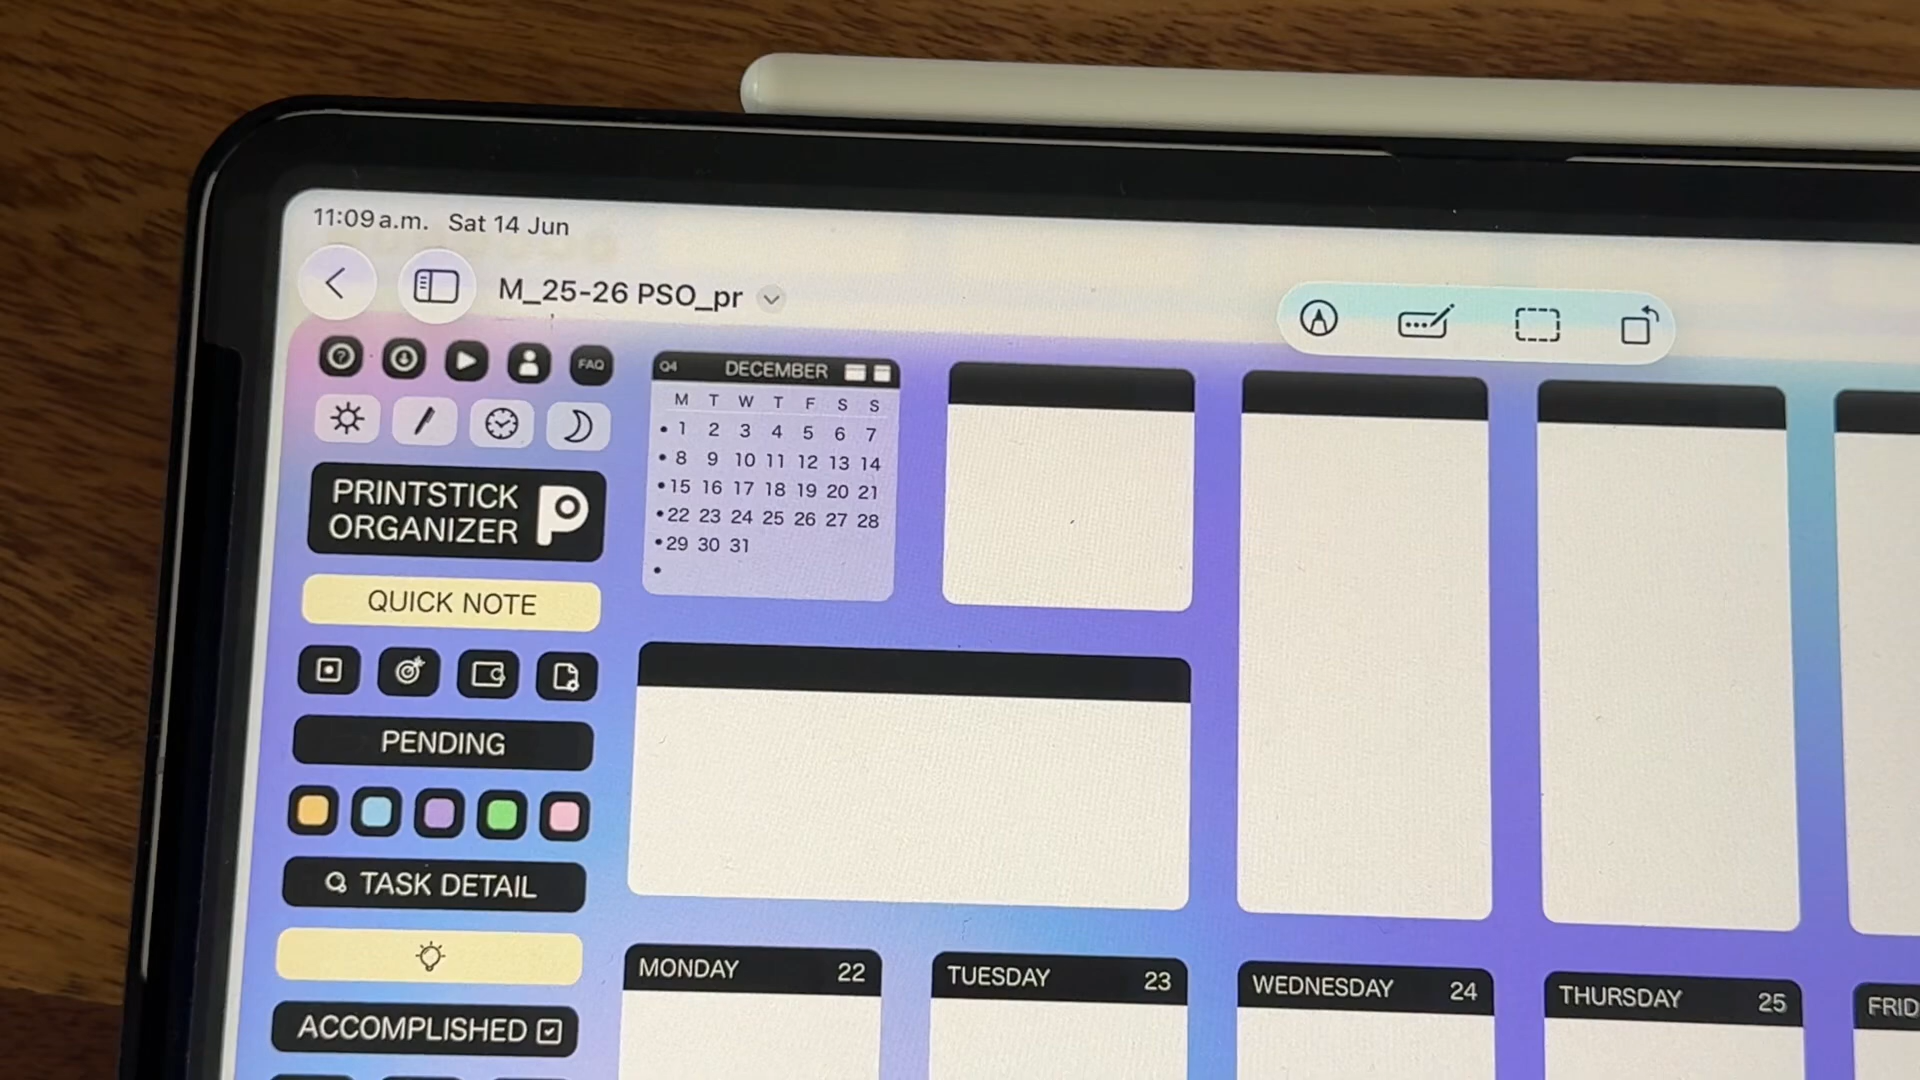 11:09 a.m. Sat 14 Jun
M_25-26 PSO_pr
FAQ
PRINTSTICK
ORGANIZER
QUICK NOTE
PENDING
TASK DETAIL
ACCOMPLISHED
Q4 DECEMBER
M T W T F S S
• 1 2 3 4 5 6 7
• 8 9 10 11 12 13 14
• 15 16 17 18 19 20 21
• 22 23 24 25 26 27 28
• 29 30 31
•
MONDAY 22
TUESDAY 23
WEDNESDAY 24
THURSDAY 25
FRID